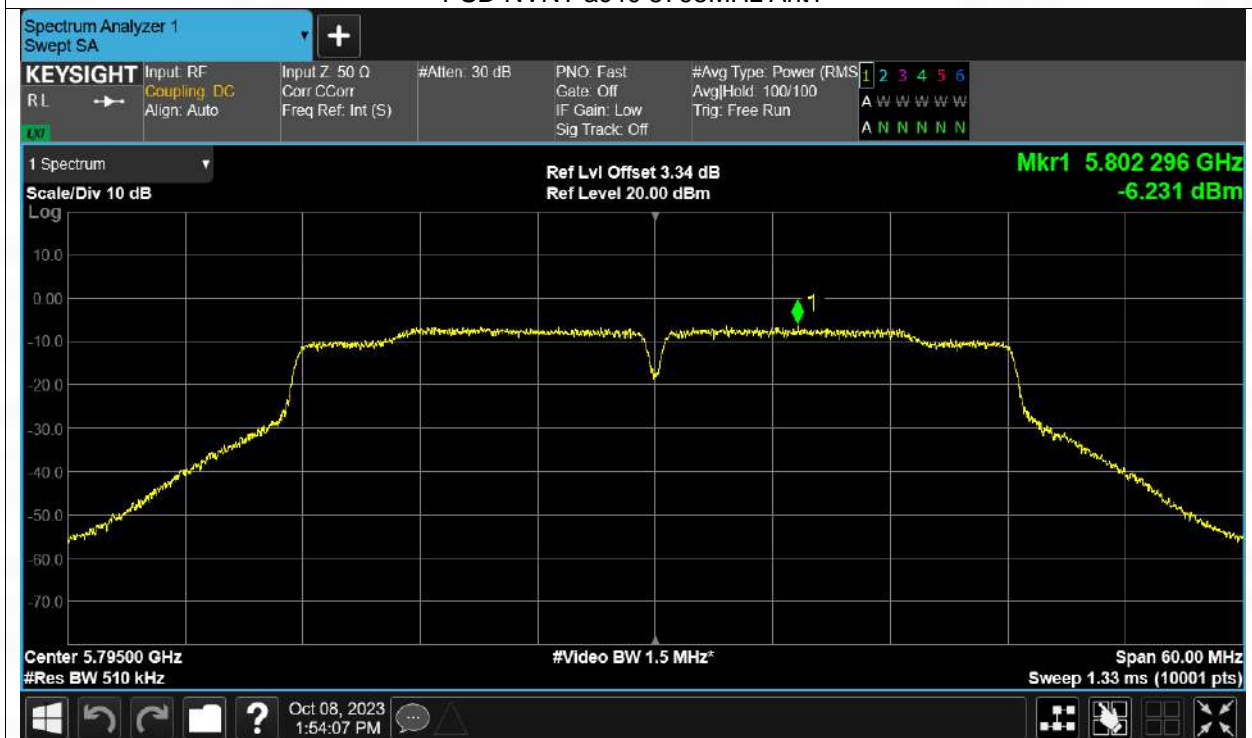 Spectrum Analyzer 1
Swept SA
+
KEYSIGHT
RL
LXI
Input: RF
Coupling: DC
Align: Auto
Input Z: 50 Ω
Corr CCorr
Freq Ref: Int (S)
#Atten: 30 dB
PNO: Fast
Gate: Off
IF Gain: Low
Sig Track: Off
#Avg Type: Power (RMS
Avg|Hold: 100/100
Trig: Free Run
1 2 3 4 5 6
A W W W W W
A N N N N N
1 Spectrum
Scale/Div 10 dB
Log
Ref Lvl Offset 3.34 dB
Ref Level 20.00 dBm
Mkr1 5.802 296 GHz
-6.231 dBm
10.0
0.00
1
-10.0
-20.0
-30.0
-40.0
-50.0
-60.0
-70.0
Center 5.79500 GHz
#Res BW 510 kHz
#Video BW 1.5 MHz*
Span 60.00 MHz
Sweep 1.33 ms (10001 pts)
?
Oct 08, 2023
1:54:07 PM